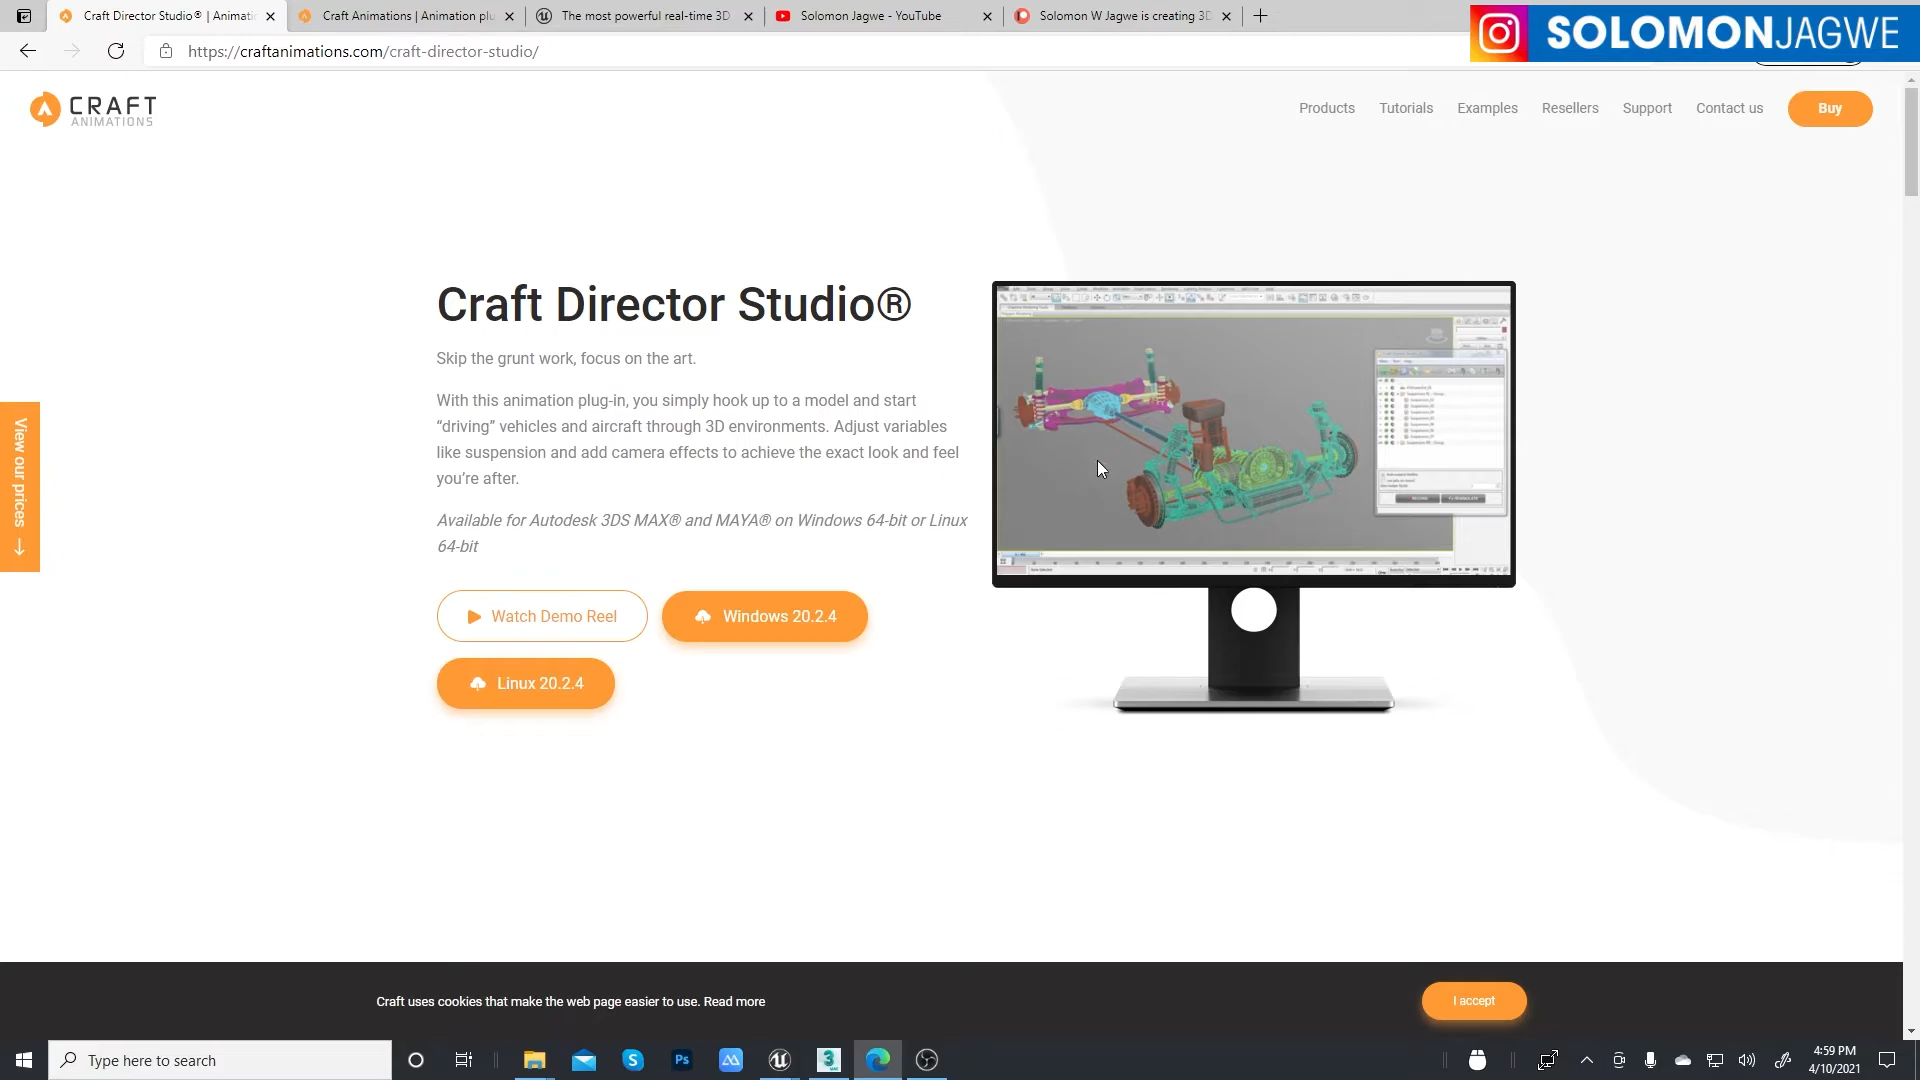 Craft Director Studio® | Animati
Craft Animations | Animation plu
The most powerful real-time 3D
Solomon Jagwe - YouTube
Solomon W Jagwe is creating 3D
SOLOMONJAGWE
https://craftanimations.com/craft-director-studio/
CRAFT
ANIMATIONS
Products
Tutorials
Examples
Resellers
Support
Contact us
Buy
View our prices
Craft Director Studio®
Skip the grunt work, focus on the art.
With this animation plug-in, you simply hook up to a model and start
“driving” vehicles and aircraft through 3D environments. Adjust variables
like suspension and add camera effects to achieve the exact look and feel
you’re after.
Available for Autodesk 3DS MAX® and MAYA® on Windows 64-bit or Linux
64-bit
Watch Demo Reel
Windows 20.2.4
Linux 20.2.4
Craft uses cookies that make the web page easier to use. Read more
I accept
Type here to search
Ps
4:59 PM
4/10/2021